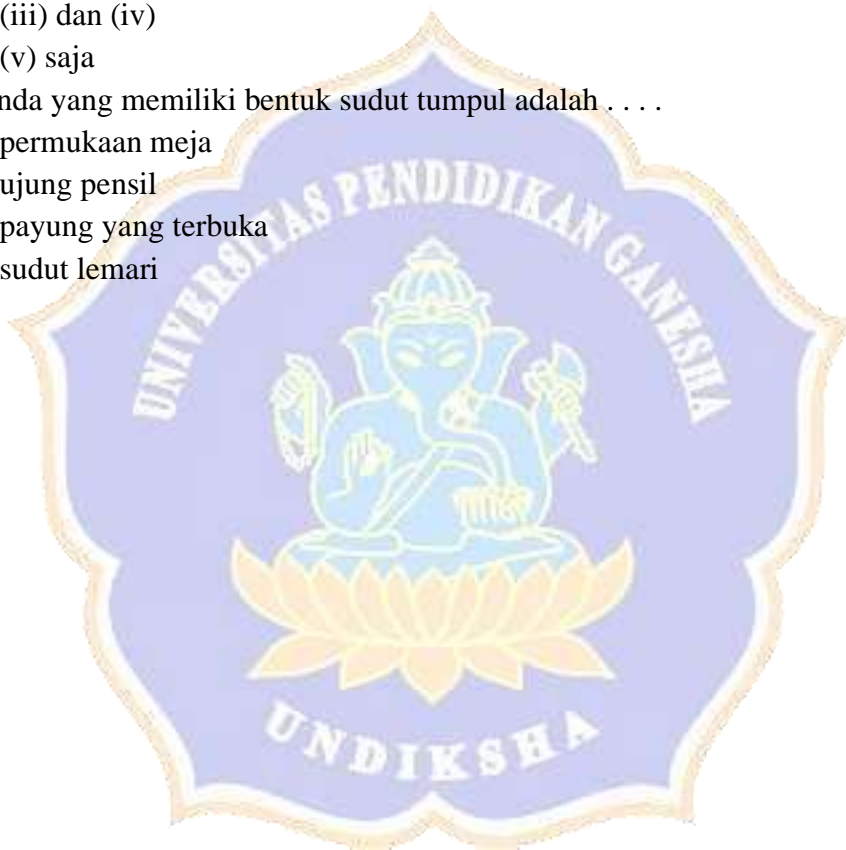 (iii) dan (iv)
(v) saja
nda yang memiliki bentuk sudut tumpul adalah . . . .
permukaan meja
ujung pensil
payung yang terbuka
sudut lemari
UNIVERSITAS PENDIDIKAN GANESHA
UNDIKSHA